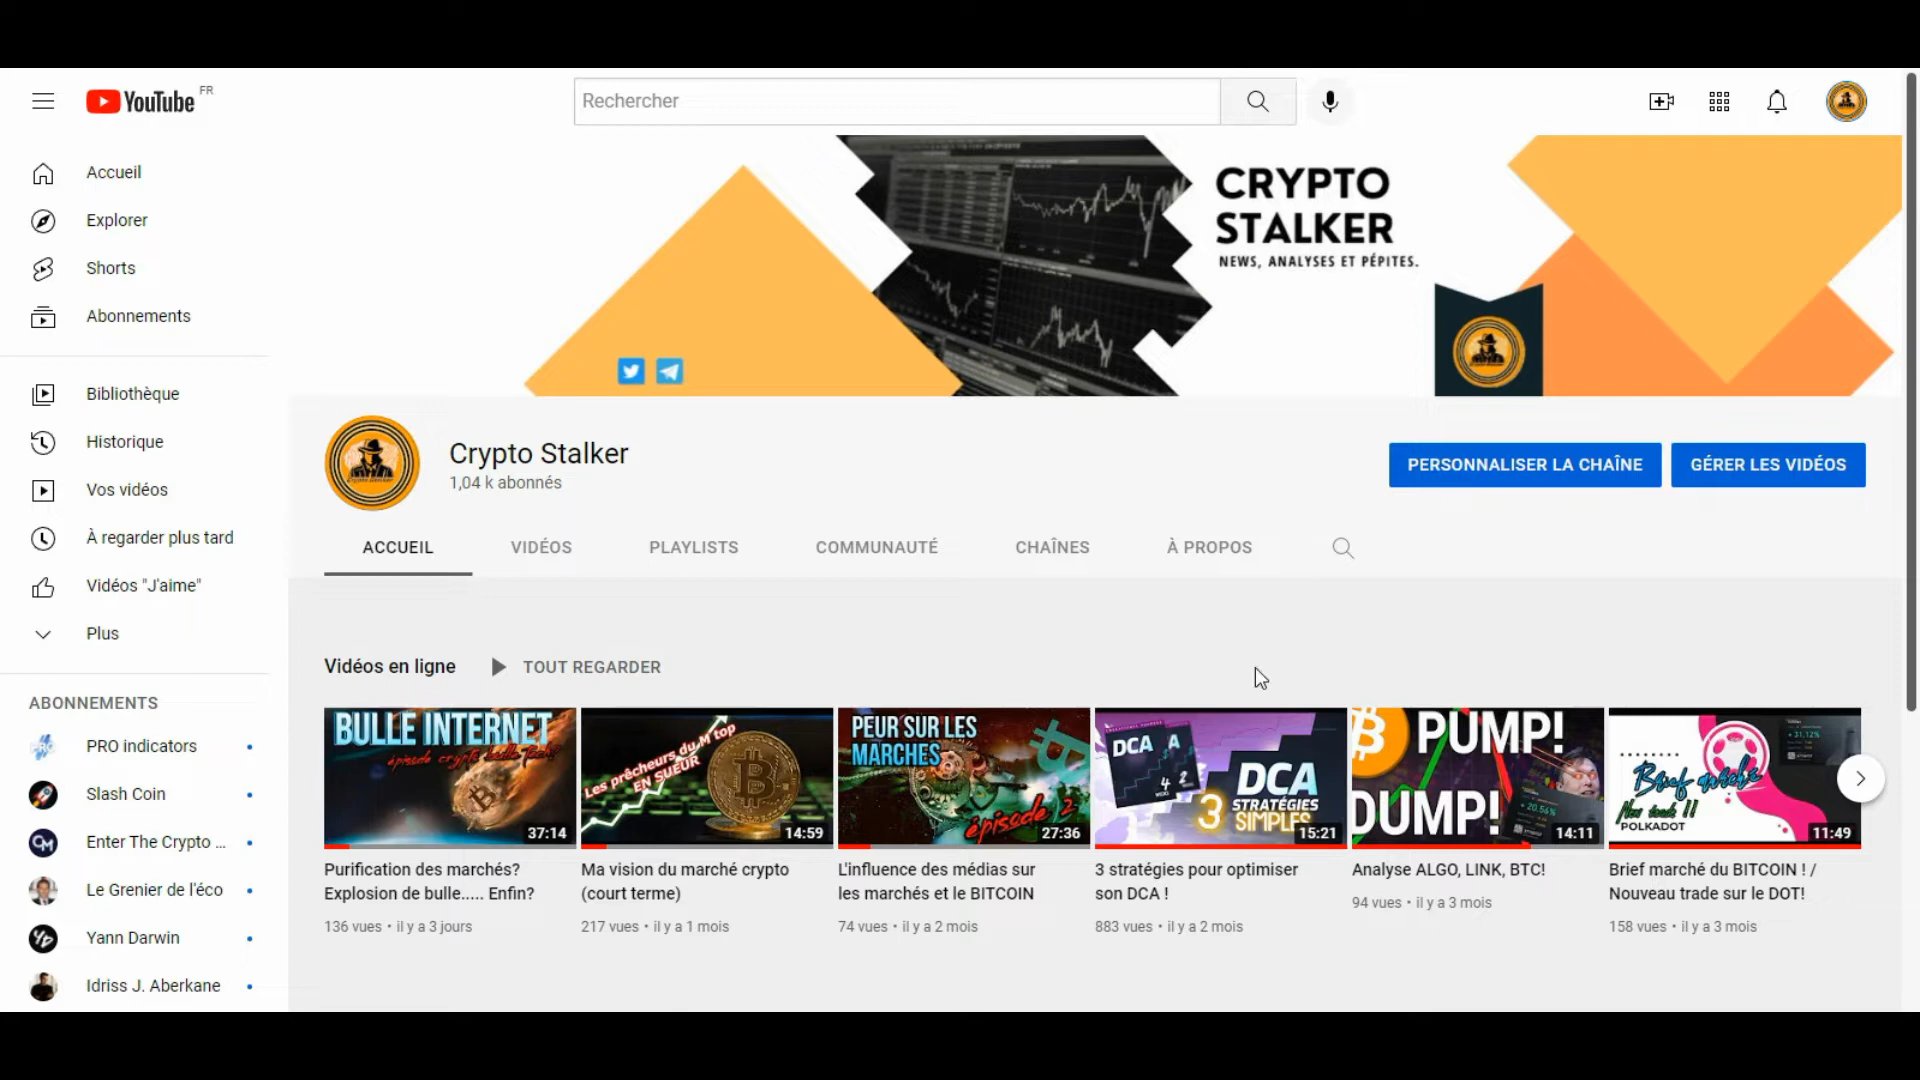 YouTube FR
Rechercher
Accueil
Explorer
Shorts
Abonnements
Bibliothèque
Historique
Vos vidéos
À regarder plus tard
Vidéos "J'aime"
Plus
ABONNEMENTS
PRO indicators
Slash Coin
Enter The Crypto ...
Le Grenier de l'éco
Yann Darwin
Idriss J. Aberkane
CRYPTO
STALKER
NEWS, ANALYSES ET PÉPITES.
Crypto Stalker
1,04 k abonnés
PERSONNALISER LA CHAÎNE
GÉRER LES VIDÉOS
ACCUEIL
VIDÉOS
PLAYLISTS
COMMUNAUTÉ
CHAÎNES
À PROPOS
Vidéos en ligne
TOUT REGARDER
BULLE INTERNET
37:14
Purification des marchés?
Explosion de bulle..... Enfin?
136 vues • il y a 3 jours
Les prêcheurs du M top
EN SUEUR
14:59
Ma vision du marché crypto
(court terme)
217 vues • il y a 1 mois
PEUR SUR LES
MARCHES
épisode 2
27:36
L'influence des médias sur
les marchés et le BITCOIN
74 vues • il y a 2 mois
DCA
DCA
3 STRATÉGIES
SIMPLES
15:21
3 stratégies pour optimiser
son DCA !
883 vues • il y a 2 mois
PUMP!
DUMP!
+ 20,56%
14:11
Analyse ALGO, LINK, BTC!
94 vues • il y a 3 mois
+ 31,12%
Brief marché
New trade !!
POLKADOT
11:49
Brief marché du BITCOIN ! /
Nouveau trade sur le DOT!
158 vues • il y a 3 mois